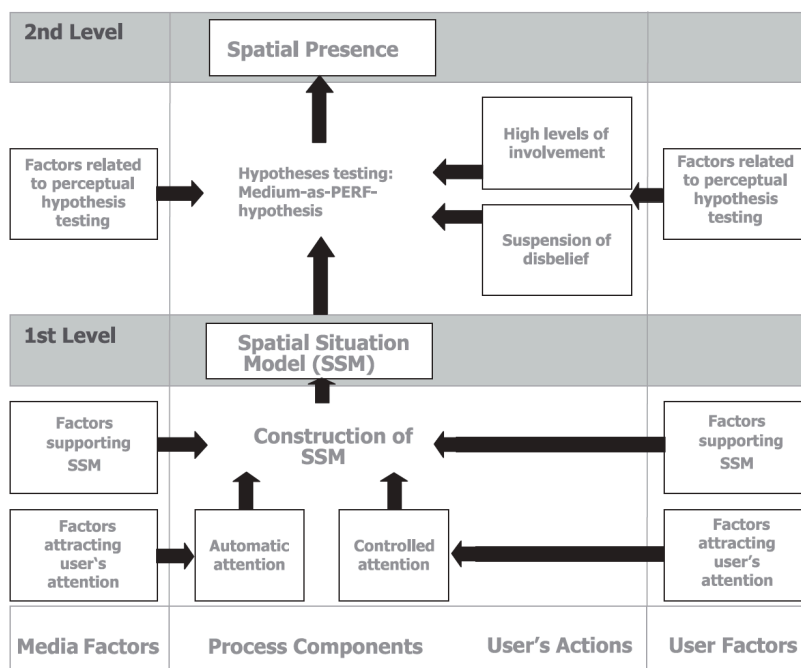 2nd Level
Spatial Presence
Factors related
to perceptual
hypothesis
testing
Hypotheses testing:
Medium-as-PERF-
hypothesis
High levels of
involvement
Suspension of
disbelief
Factors related
to perceptual
hypothesis
testing
1st Level
Spatial Situation
Model (SSM)
Factors
supporting
SSM
Construction of
SSM
Factors
supporting
SSM
Factors
attracting
user‘s
attention
Automatic
attention
Controlled
attention
Factors
attracting
user’s
attention
Media Factors
Process Components
User’s Actions
User Factors